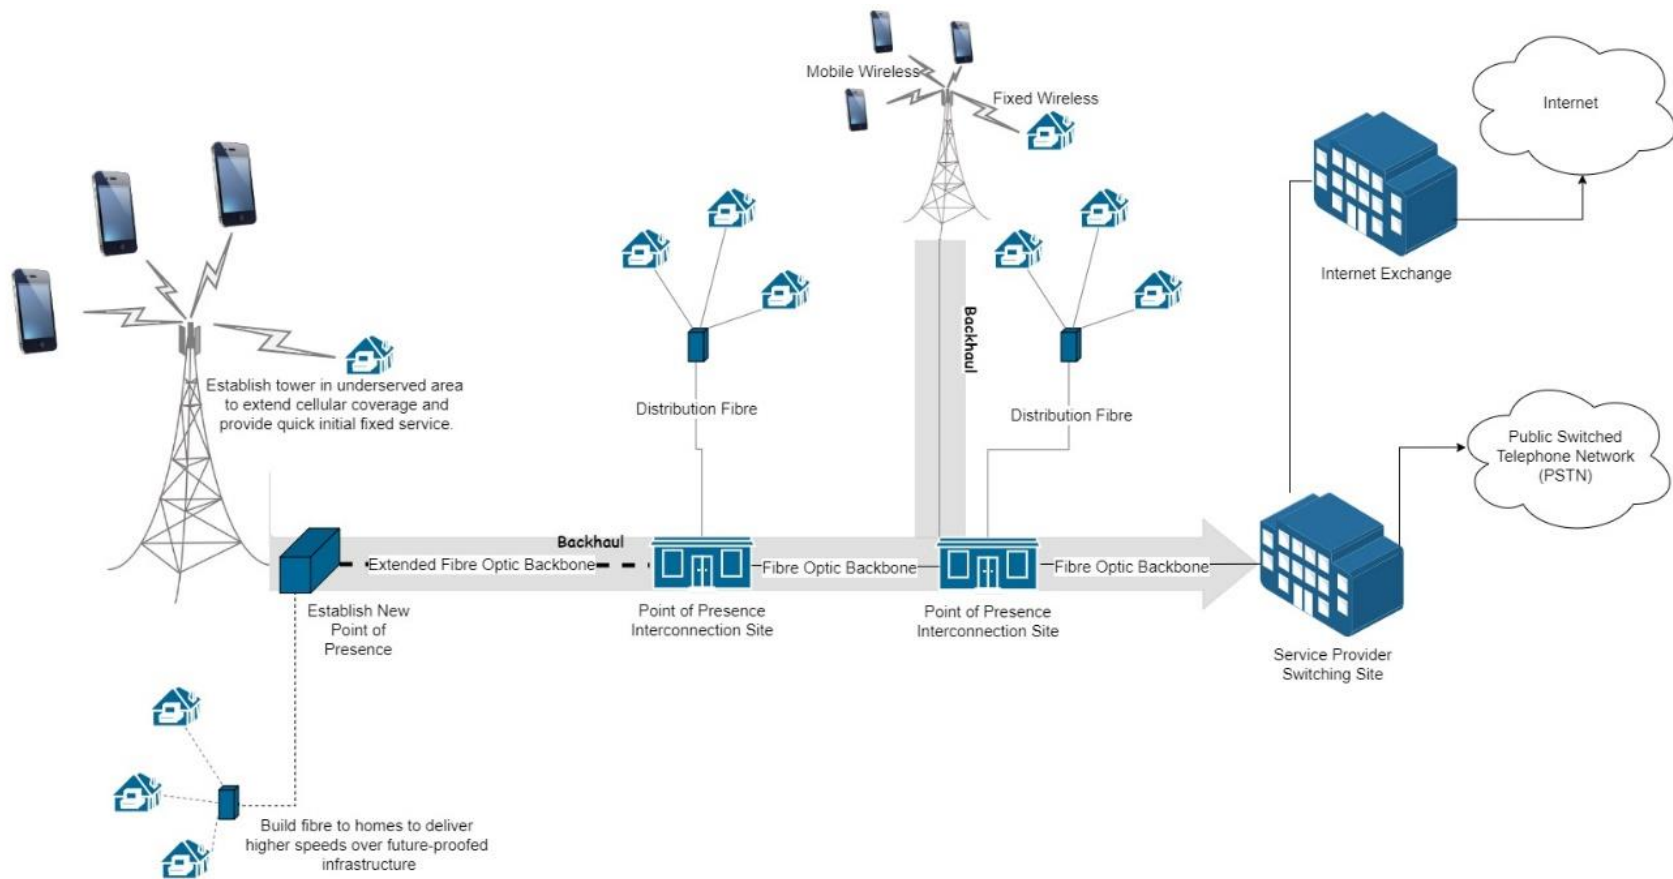 Mobile Wireless
Fixed Wireless
Internet
Internet Exchange
Establish tower in underserved area
to extend cellular coverage and
provide quick initial fixed service.
Distribution Fibre
Backhaul
Distribution Fibre
Public Switched
Telephone Network
(PSTN)
Backhaul
Extended Fibre Optic Backbone
Fibre Optic Backbone
Fibre Optic Backbone
Establish New
Point of
Presence
Point of Presence
Interconnection Site
Point of Presence
Interconnection Site
Service Provider
Switching Site
Build fibre to homes to deliver
higher speeds over future-proofed
infrastructure